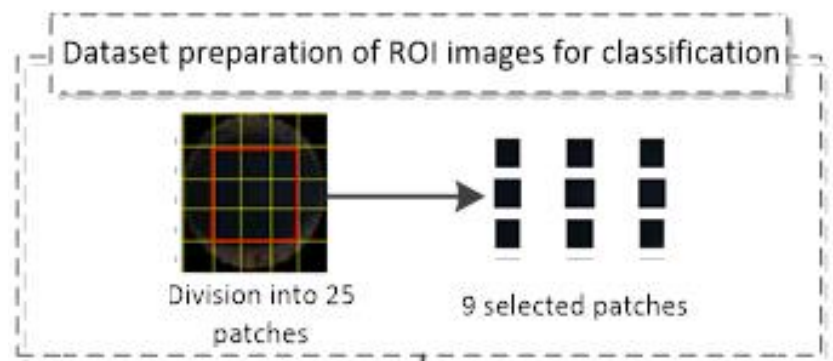 Dataset preparation of ROI images for classification
Division into 25
patches
9 selected patches